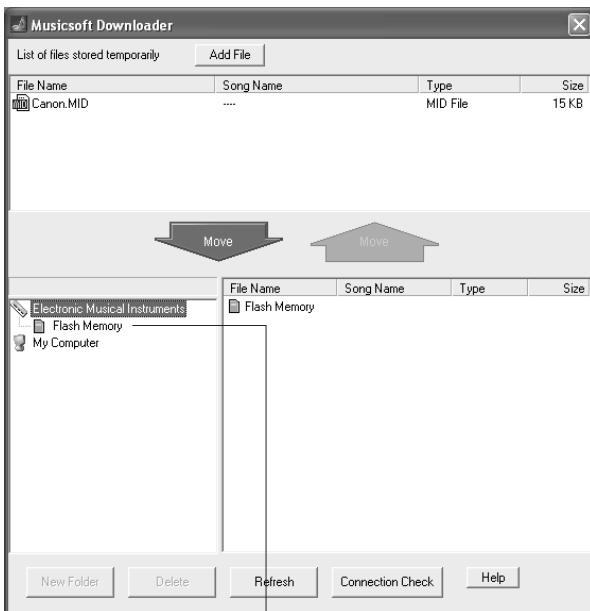 Musicsoft Downloader
List of files stored temporarily Add File
File Name Song Name Type Size
Canon.MID ---- MID File 15 KB
Move Move
File Name Song Name Type Size
Electronic Musical Instruments Flash Memory
Flash Memory
My Computer
New Folder Delete Refresh Connection Check Help